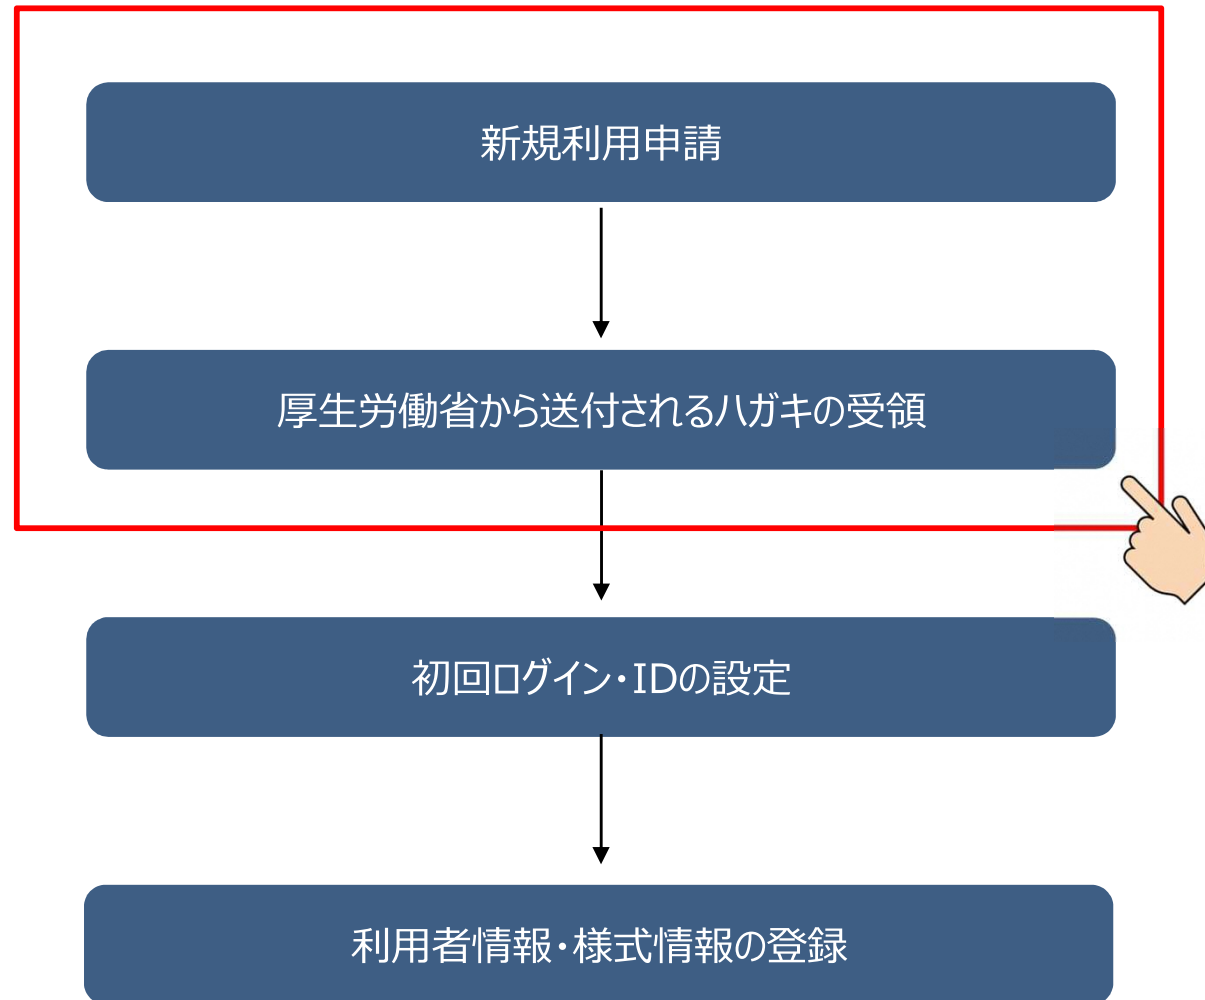 新規利用申請
厚生労働省から送付されるハガキの受領
初回ログイン・IDの設定
利用者情報・様式情報の登録